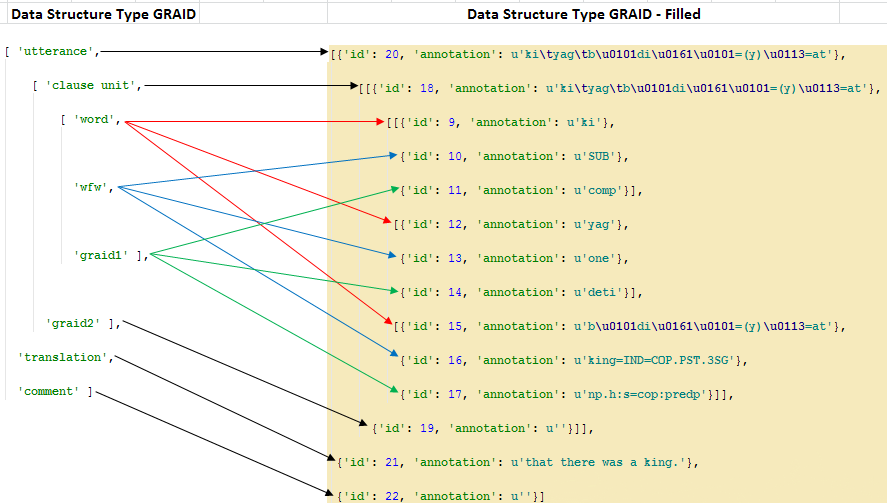 Data Structure Type GRAID Data Structure Type GRAID - Filled
[ 'utterance', [{'id': 20, 'annotation': u'ki\tyag\tb\u0101di\u0161\u0101=(y)\u0113=at'},
[ 'clause unit', [[{'id': 18, 'annotation': u'ki\tyag\tb\u0101di\u0161\u0101=(y)\u0113=at'},
[ 'word', [[{'id': 9, 'annotation': u'ki'},
'wfw', {'id': 10, 'annotation': u'SUB'},
{'id': 11, 'annotation': u'comp'}],
[{'id': 12, 'annotation': u'yag'},
'graid1' ], {'id': 13, 'annotation': u'one'},
{'id': 14, 'annotation': u'deti'}],
'graid2' ], [{'id': 15, 'annotation': u'b\u0101di\u0161\u0101=(y)\u0113=at'},
'translation', {'id': 16, 'annotation': u'king=IND=COP.PST.3SG'},
'comment' ] {'id': 17, 'annotation': u'np.h:s=cop:predp'}]],
{'id': 19, 'annotation': u''}]],
{'id': 21, 'annotation': u'that there was a king.'},
{'id': 22, 'annotation': u''}]